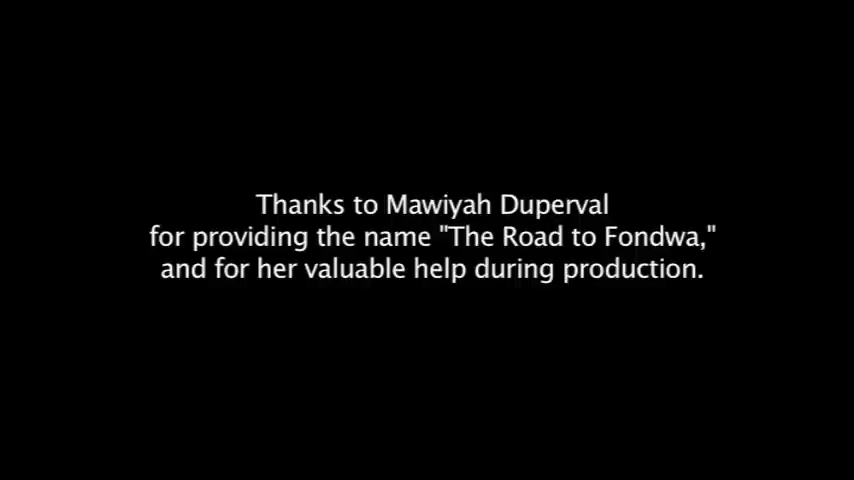 Thanks to Mawiyah Duperval
for providing the name "The Road to Fondwa,"
and for her valuable help during production.